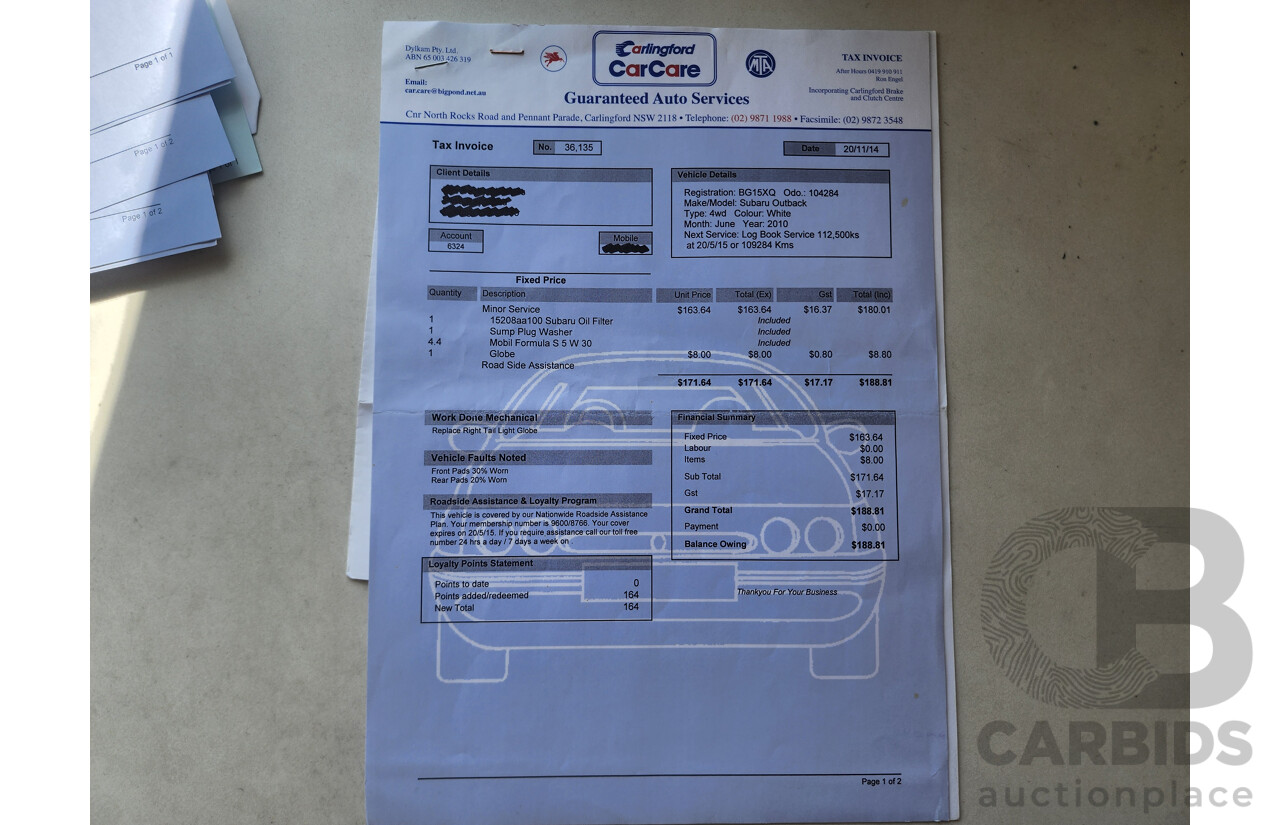 Page 1 of 1
Page 1 of 2
Page 1 of 2
Dylkam Pty. Ltd.
ABN 65 003 426 319
Email:
car.care@bigpond.net.au
Carlingford
CarCare
MTA
TAX INVOICE
After Hours 0419 910 911
Ron Engel
Incorporating Carlingford Brake
and Clutch Centre
Guaranteed Auto Services
Cnr North Rocks Road and Pennant Parade, Carlingford NSW 2118 • Telephone: (02) 9871 1988 • Facsimile: (02) 9872 3548
Tax Invoice No. 36,135 Date 20/11/14
Client Details
Account
6324
Mobile
Vehicle Details
Registration: BG15XQ Odo.: 104284
Make/Model: Subaru Outback
Type: 4wd Colour: White
Month: June Year: 2010
Next Service: Log Book Service 112,500ks
at 20/5/15 or 109284 Kms
Fixed Price
Quantity Description Unit Price Total (Ex) Gst Total (Inc)
Minor Service $163.64 $163.64 $16.37 $180.01
1 15208aa100 Subaru Oil Filter Included
1 Sump Plug Washer Included
4.4 Mobil Formula S 5 W 30 Included
1 Globe $8.00 $8.00 $0.80 $8.80
Road Side Assistance
$171.64 $171.64 $17.17 $188.81
Work Done Mechanical
Replace Right Tail Light Globe
Vehicle Faults Noted
Front Pads 30% Worn
Rear Pads 20% Worn
Roadside Assistance & Loyalty Program
This vehicle is covered by our Nationwide Roadside Assistance
Plan. Your membership number is 9600/8766. Your cover
expires on 20/5/15. If you require assistance call our toll free
number 24 hrs a day / 7 days a week on .
Loyalty Points Statement
Points to date 0
Points added/redeemed 164
New Total 164
Financial Summary
Fixed Price $163.64
Labour $0.00
Items $8.00
Sub Total $171.64
Gst $17.17
Grand Total $188.81
Payment $0.00
Balance Owing $188.81
Thankyou For Your Business
Page 1 of 2
CB
CARBIDS
auctionplace